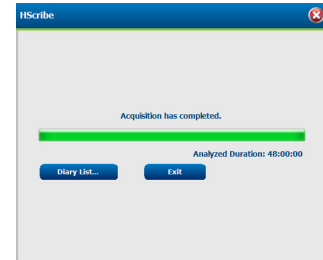 HScribe
Acquisition has completed.
Analyzed Duration: 48:00:00
Diary List... Exit